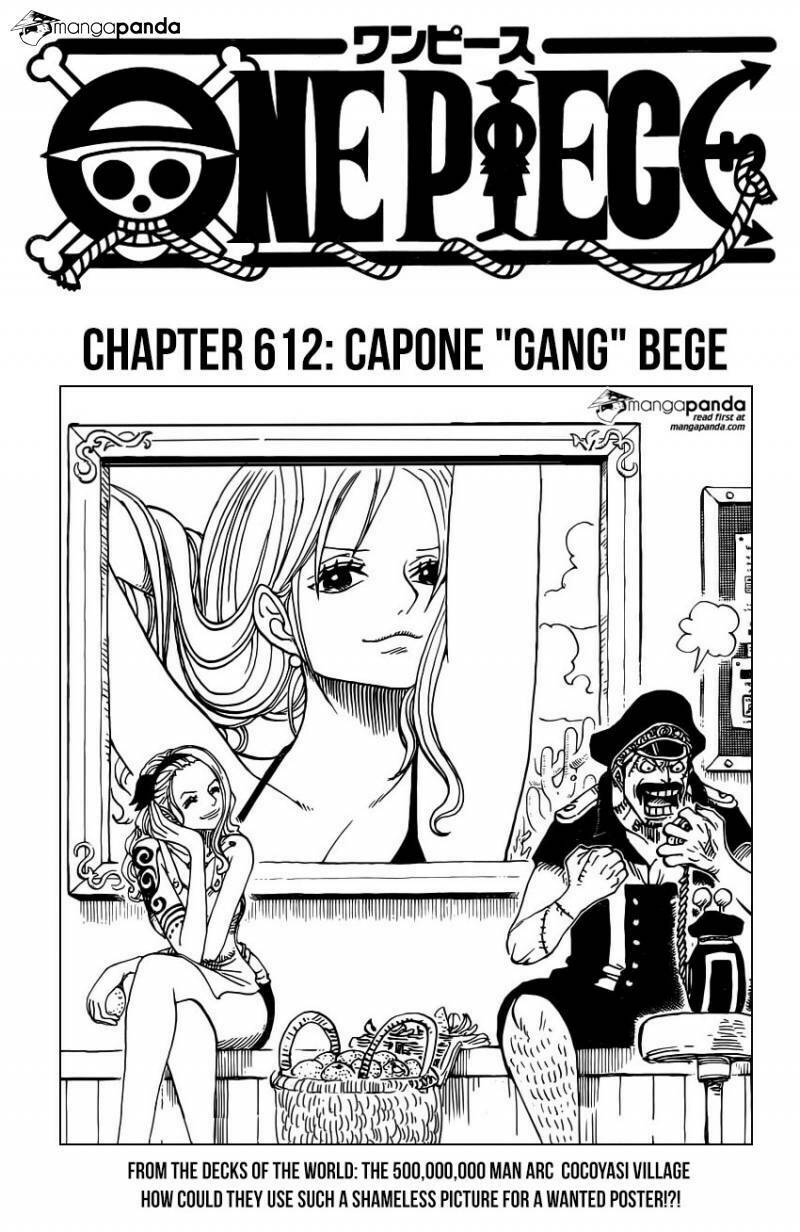 mangapanda
ワンピース
ONE PIECE
CHAPTER 612: CAPONE "GANG" BEGE
mangapanda
read first at
mangapanda.com
FROM THE DECKS OF THE WORLD: THE 500,000,000 MAN ARC COCOYASI VILLAGE
HOW COULD THEY USE SUCH A SHAMELESS PICTURE FOR A WANTED POSTER!?!